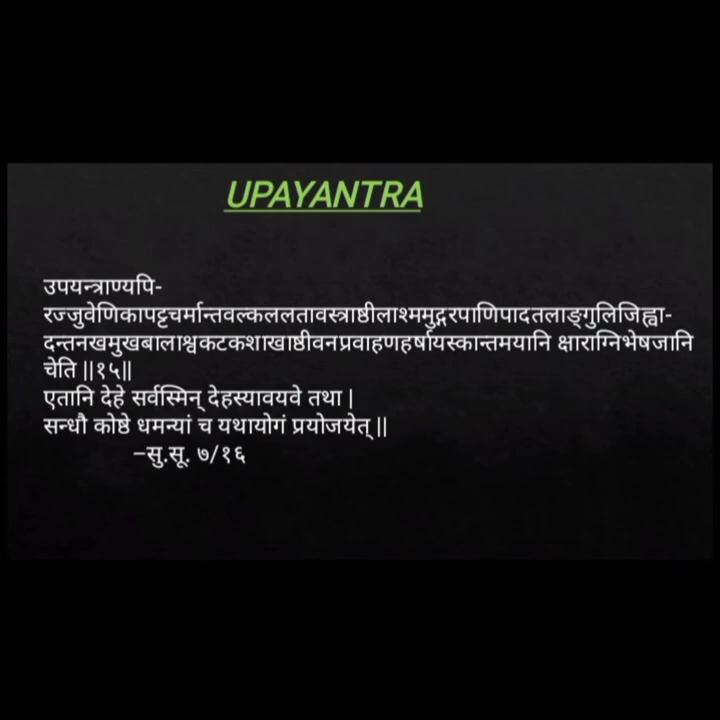 UPAYANTRA
उपयन्त्राण्यपि-
रज्जुवेणिकापट्टचर्मान्तवल्कललतावस्त्राष्ठीलाश्ममुद्गरपाणिपादतलाङ्गुलिजिह्वा-
दन्तनखमुखबालाश्वकटकशाखाष्ठीवनप्रवाहणहर्षायस्कान्तमयानि क्षाराग्निभेषजानि
चेति ||१५||
एतानि देहे सर्वस्मिन् देहस्यावयवे तथा |
सन्धौ कोष्ठे धमन्यां च यथायोगं प्रयोजयेत् ||
–सु.सू. ७/१६